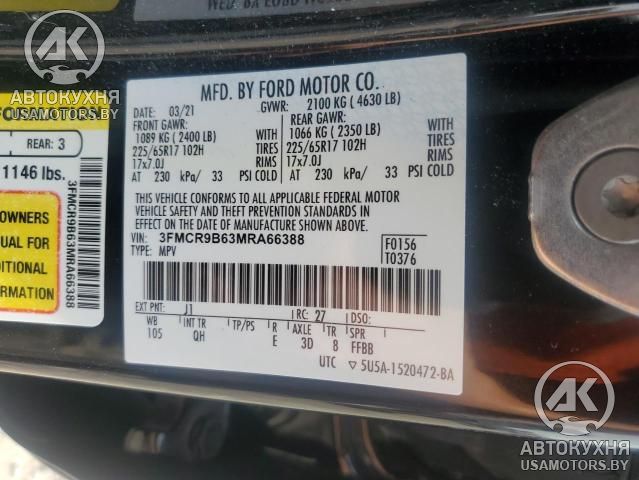 MFD. BY FORD MOTOR CO.
DATE: 03/21 GVWR: 2100 KG ( 4630 LB)
FRONT GAWR: REAR GAWR:
1089 KG ( 2400 LB) WITH 1066 KG ( 2350 LB) WITH
225/65R17 102H TIRES 225/65R17 102H TIRES
17x7.0J RIMS 17x7.0J RIMS
AT 230 kPa/ 33 PSI COLD AT 230 kPa/ 33 PSI COLD
THIS VEHICLE CONFORMS TO ALL APPLICABLE FEDERAL MOTOR
VEHICLE SAFETY AND BUMPER AND THEFT PREVENTION STANDARDS IN
EFFECT ON THE DATE OF MANUFACTURE SHOWN ABOVE.
VIN: 3FMCR9B63MRA66388 F0156
TYPE: MPV T0376
EXT PNT: J1 RC: 27 DSO:
WB INT TR TP/PS R AXLE TR SPR
105 QH E 3D 8 FFBB
UTC ▽ 5U5A-1520472-BA
REAR: 3
1146 lbs.
OWNERS
NFORMATION
3FMCR9B63MRA66388
АВТОКУХНЯ
USAMOTORS.BY
АВТОКУХНЯ
USAMOTORS.BY
АВТОКУХНЯ
USAMOTORS.BY